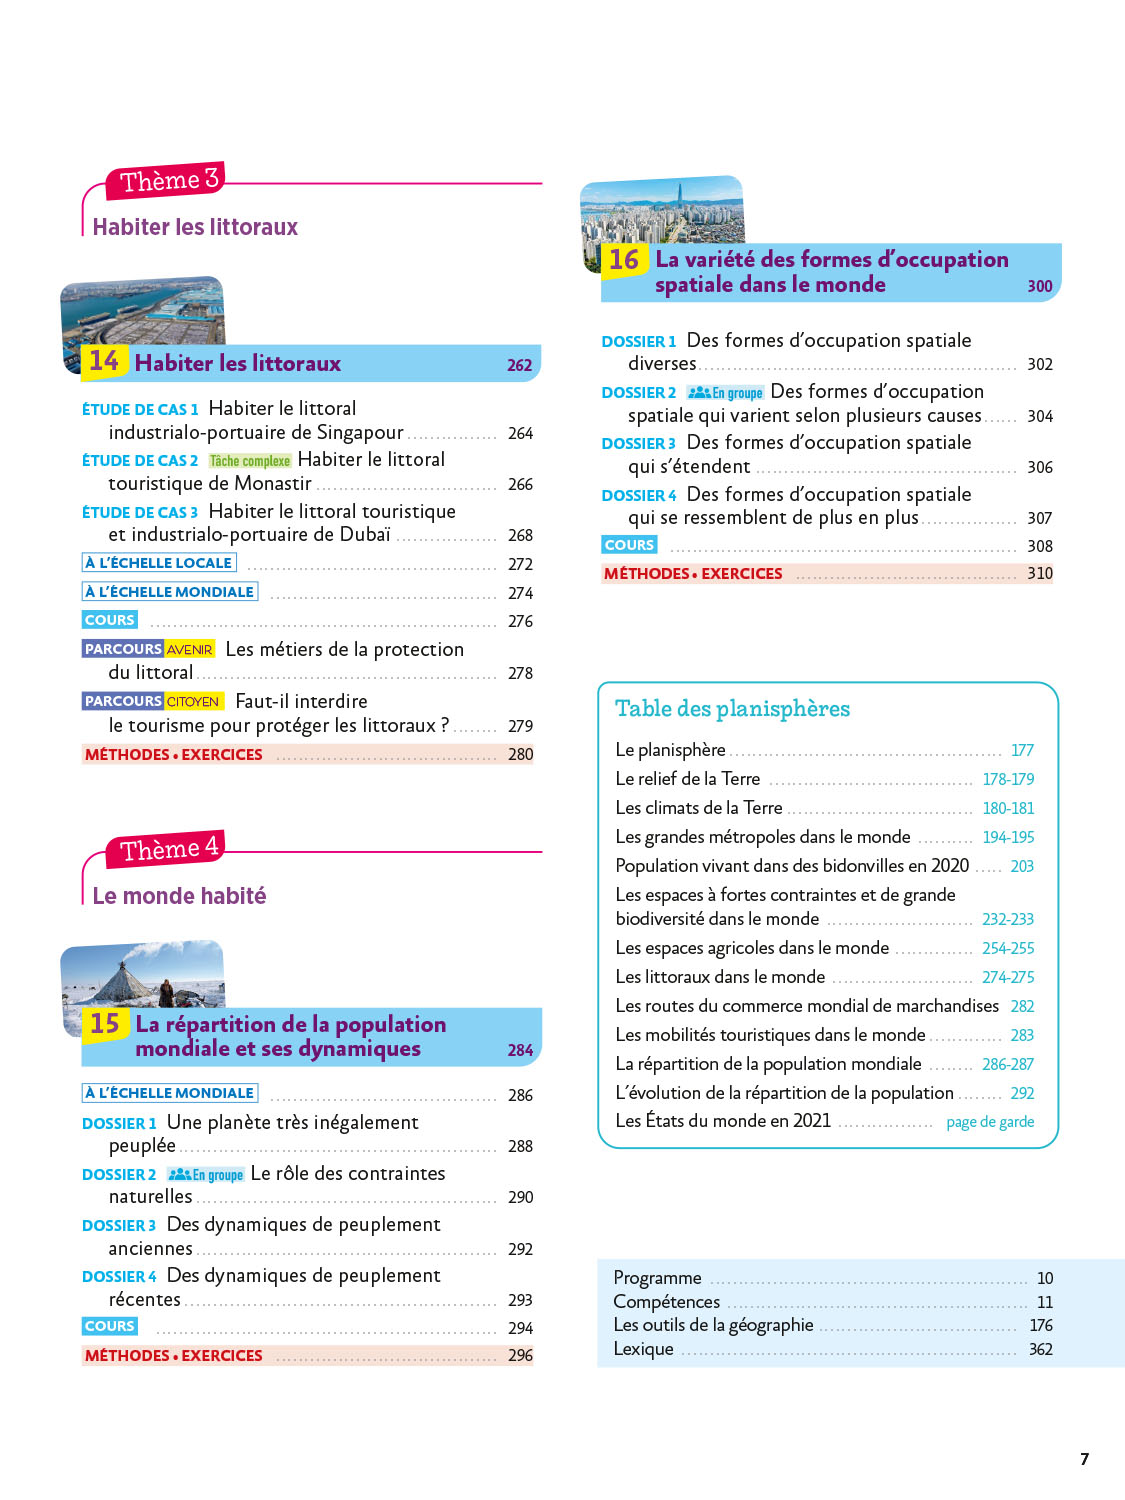 Thème 3
Habiter les littoraux
14 Habiter les littoraux 262
ÉTUDE DE CAS 1 Habiter le littoral
industrialo-portuaire de Singapour ................ 264
ÉTUDE DE CAS 2 Tâche complexe Habiter le littoral
touristique de Monastir ................ 266
ÉTUDE DE CAS 3 Habiter le littoral touristique
et industrialo-portuaire de Dubaï ................ 268
À L'ÉCHELLE LOCALE ................ 272
À L'ÉCHELLE MONDIALE ................ 274
COURS ................ 276
PARCOURS AVENIR Les métiers de la protection
du littoral ................ 278
PARCOURS CITOYEN Faut-il interdire
le tourisme pour protéger les littoraux ? ........ 279
MÉTHODES • EXERCICES ................ 280
Thème 4
Le monde habité
15 La répartition de la population
mondiale et ses dynamiques 284
À L'ÉCHELLE MONDIALE ................ 286
DOSSIER 1 Une planète très inégalement
peuplée ................ 288
DOSSIER 2 En groupe Le rôle des contraintes
naturelles ................ 290
DOSSIER 3 Des dynamiques de peuplement
anciennes ................ 292
DOSSIER 4 Des dynamiques de peuplement
récentes ................ 293
COURS ................ 294
MÉTHODES • EXERCICES ................ 296
16 La variété des formes d'occupation
spatiale dans le monde 300
DOSSIER 1 Des formes d'occupation spatiale
diverses ................ 302
DOSSIER 2 En groupe Des formes d'occupation
spatiale qui varient selon plusieurs causes ...... 304
DOSSIER 3 Des formes d'occupation spatiale
qui s'étendent ................ 306
DOSSIER 4 Des formes d'occupation spatiale
qui se ressemblent de plus en plus ................ 307
COURS ................ 308
MÉTHODES • EXERCICES ................ 310
Table des planisphères
Le planisphère ................ 177
Le relief de la Terre ................ 178-179
Les climats de la Terre ................ 180-181
Les grandes métropoles dans le monde .......... 194-195
Population vivant dans des bidonvilles en 2020 ..... 203
Les espaces à fortes contraintes et de grande
biodiversité dans le monde ................ 232-233
Les espaces agricoles dans le monde .............. 254-255
Les littoraux dans le monde ................ 274-275
Les routes du commerce mondial de marchandises 282
Les mobilités touristiques dans le monde ............. 283
La répartition de la population mondiale ........ 286-287
L'évolution de la répartition de la population ........ 292
Les États du monde en 2021 ................ page de garde
Programme ................ 10
Compétences ................ 11
Les outils de la géographie ................ 176
Lexique ................ 362
7